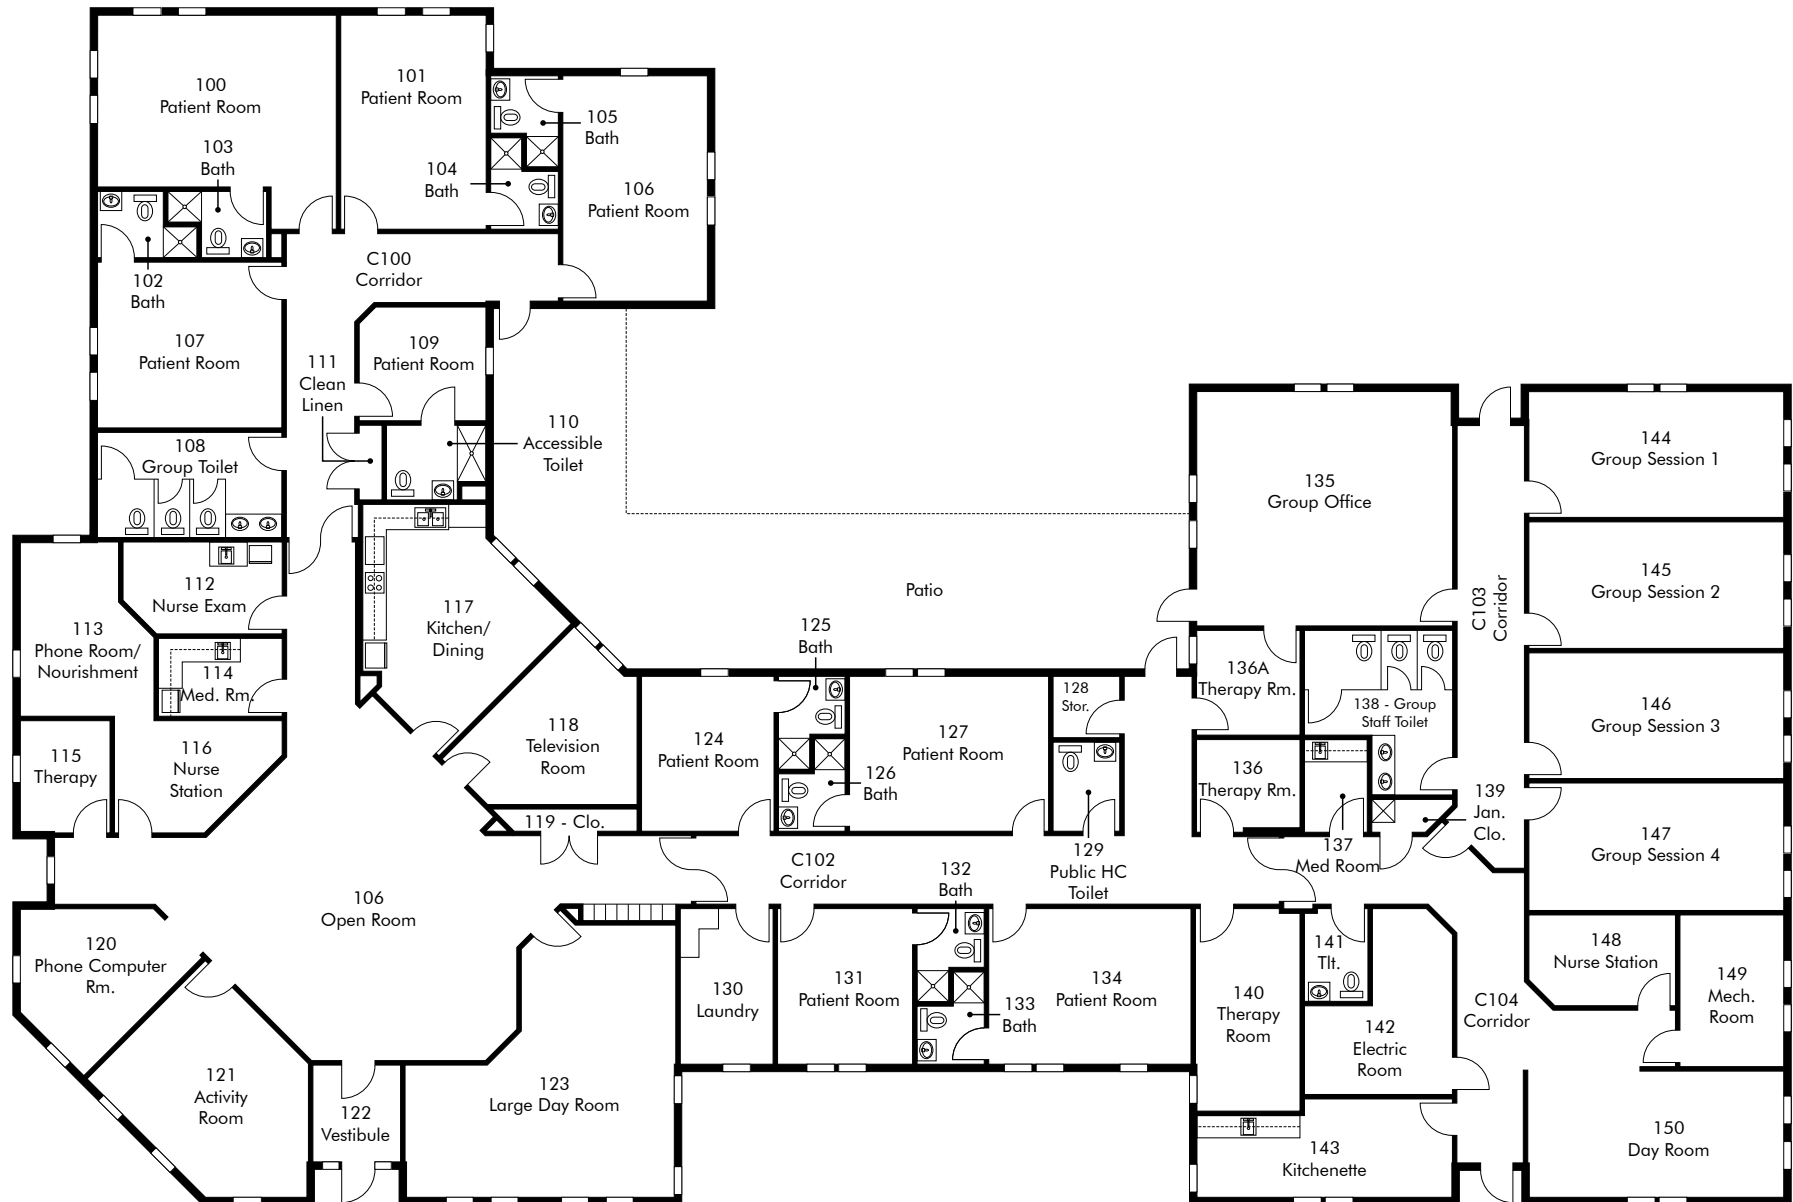 100
Patient Room
101
Patient Room
103
Bath
104
Bath
105
Bath
106
Patient Room
102
Bath
C100
Corridor
107
Patient Room
109
Patient Room
111
Clean
Linen
108
Group Toilet
110
Accessible
Toilet
112
Nurse Exam
113
Phone Room/
Nourishment
114
Med. Rm.
115
Therapy
116
Nurse
Station
117
Kitchen/
Dining
118
Television
Room
119 - Clo.
Patio
124
Patient Room
125
Bath
126
Bath
127
Patient Room
128
Stor.
129
Public HC
Toilet
135
Group Office
136A
Therapy Rm.
136
Therapy Rm.
138 - Group
Staff Toilet
137
Med Room
139
Jan.
Clo.
C103
Corridor
144
Group Session 1
145
Group Session 2
146
Group Session 3
147
Group Session 4
C102
Corridor
132
Bath
106
Open Room
120
Phone Computer
Rm.
121
Activity
Room
122
Vestibule
123
Large Day Room
130
Laundry
131
Patient Room
133
Bath
134
Patient Room
140
Therapy
Room
141
Tlt.
142
Electric
Room
143
Kitchenette
C104
Corridor
148
Nurse Station
149
Mech.
Room
150
Day Room